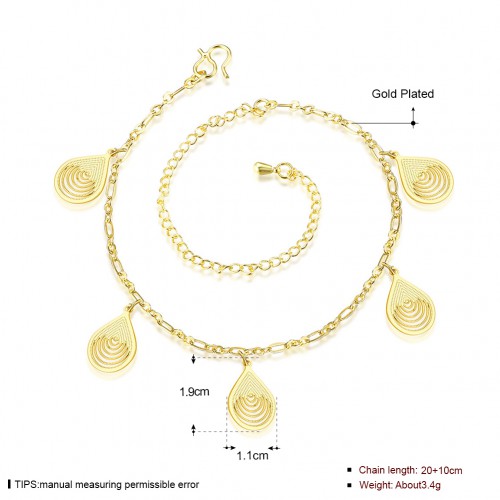 Gold Plated
1.9cm
1.1cm
Chain length: 20+10cm
TIPS:manual measuring permissible error
Weight: About3.4g